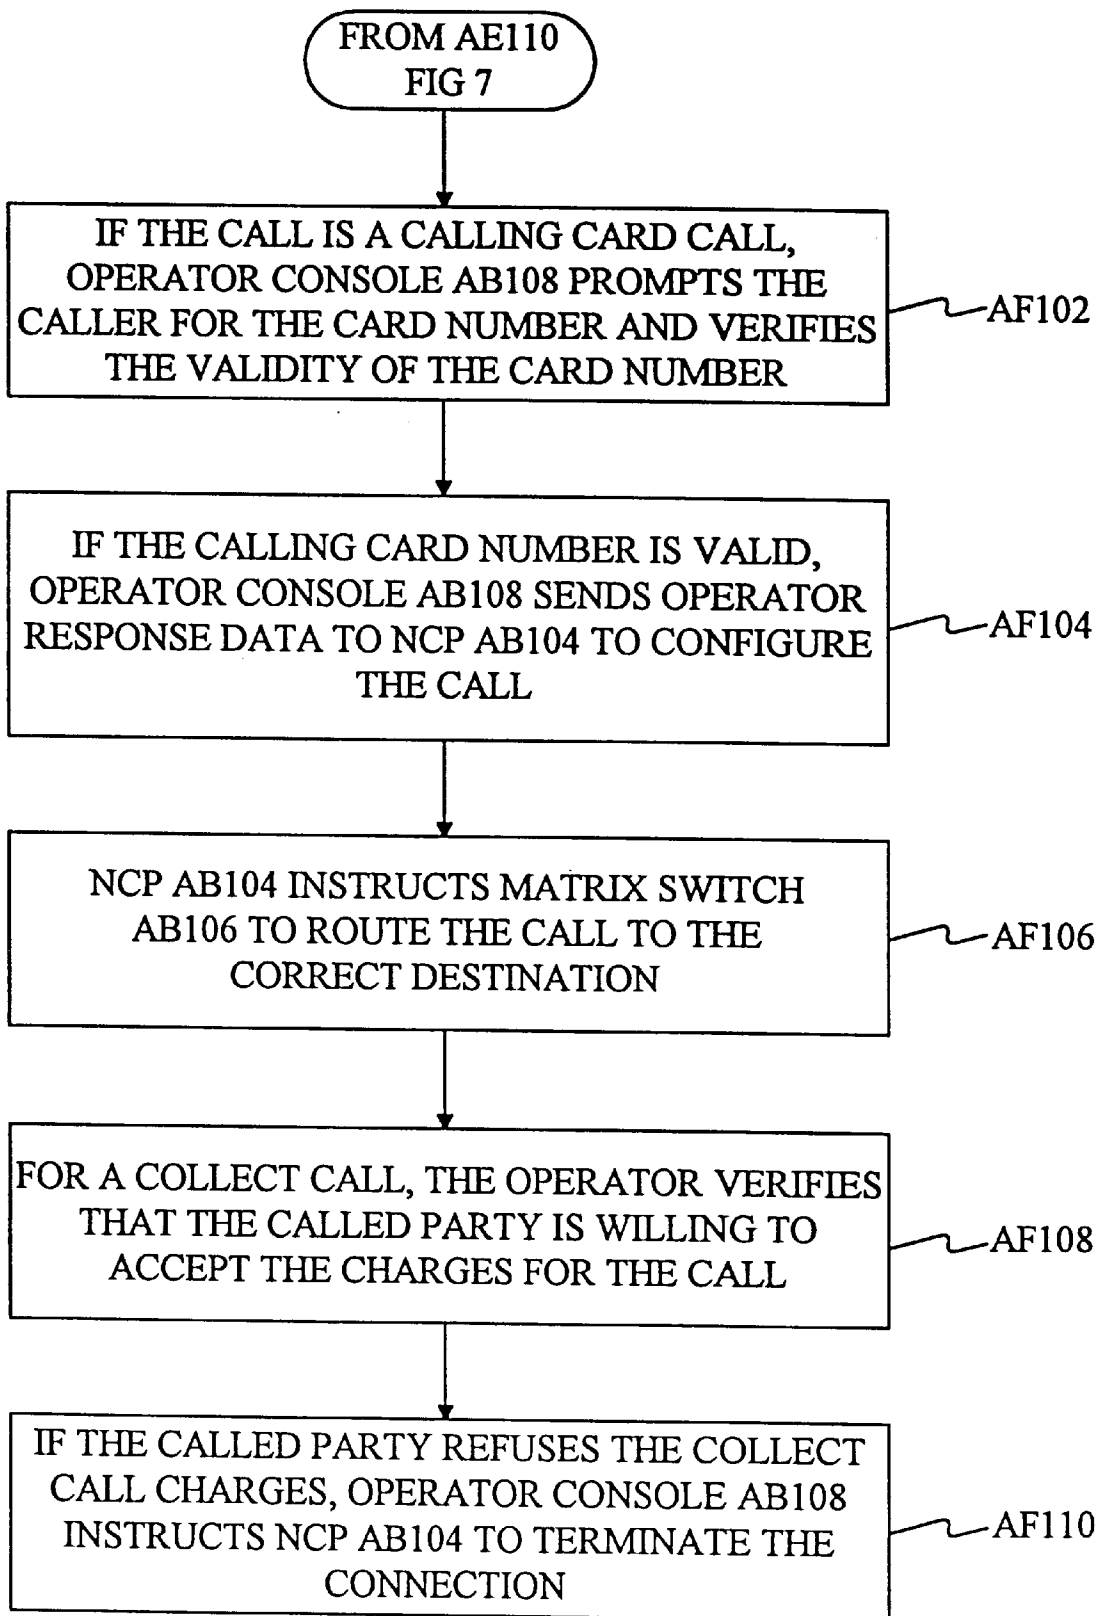 FROM AE110
FIG 7
IF THE CALL IS A CALLING CARD CALL,
OPERATOR CONSOLE AB108 PROMPTS THE
CALLER FOR THE CARD NUMBER AND VERIFIES
THE VALIDITY OF THE CARD NUMBER
AF102
IF THE CALLING CARD NUMBER IS VALID,
OPERATOR CONSOLE AB108 SENDS OPERATOR
RESPONSE DATA TO NCP AB104 TO CONFIGURE
THE CALL
AF104
NCP AB104 INSTRUCTS MATRIX SWITCH
AB106 TO ROUTE THE CALL TO THE
CORRECT DESTINATION
AF106
FOR A COLLECT CALL, THE OPERATOR VERIFIES
THAT THE CALLED PARTY IS WILLING TO
ACCEPT THE CHARGES FOR THE CALL
AF108
IF THE CALLED PARTY REFUSES THE COLLECT
CALL CHARGES, OPERATOR CONSOLE AB108
INSTRUCTS NCP AB104 TO TERMINATE THE
CONNECTION
AF110